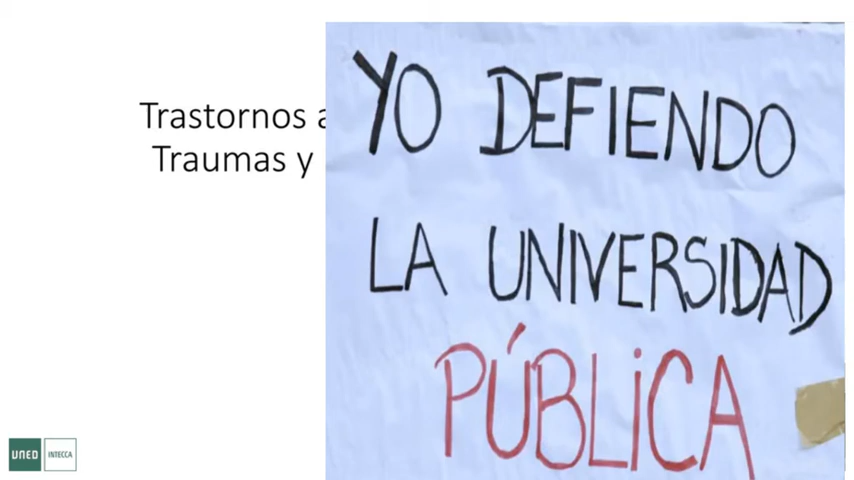 Trastornos
Traumas y
YO DEFIENDO
LA UNIVERSIDAD
PÚBLICA
UNED INTECCA